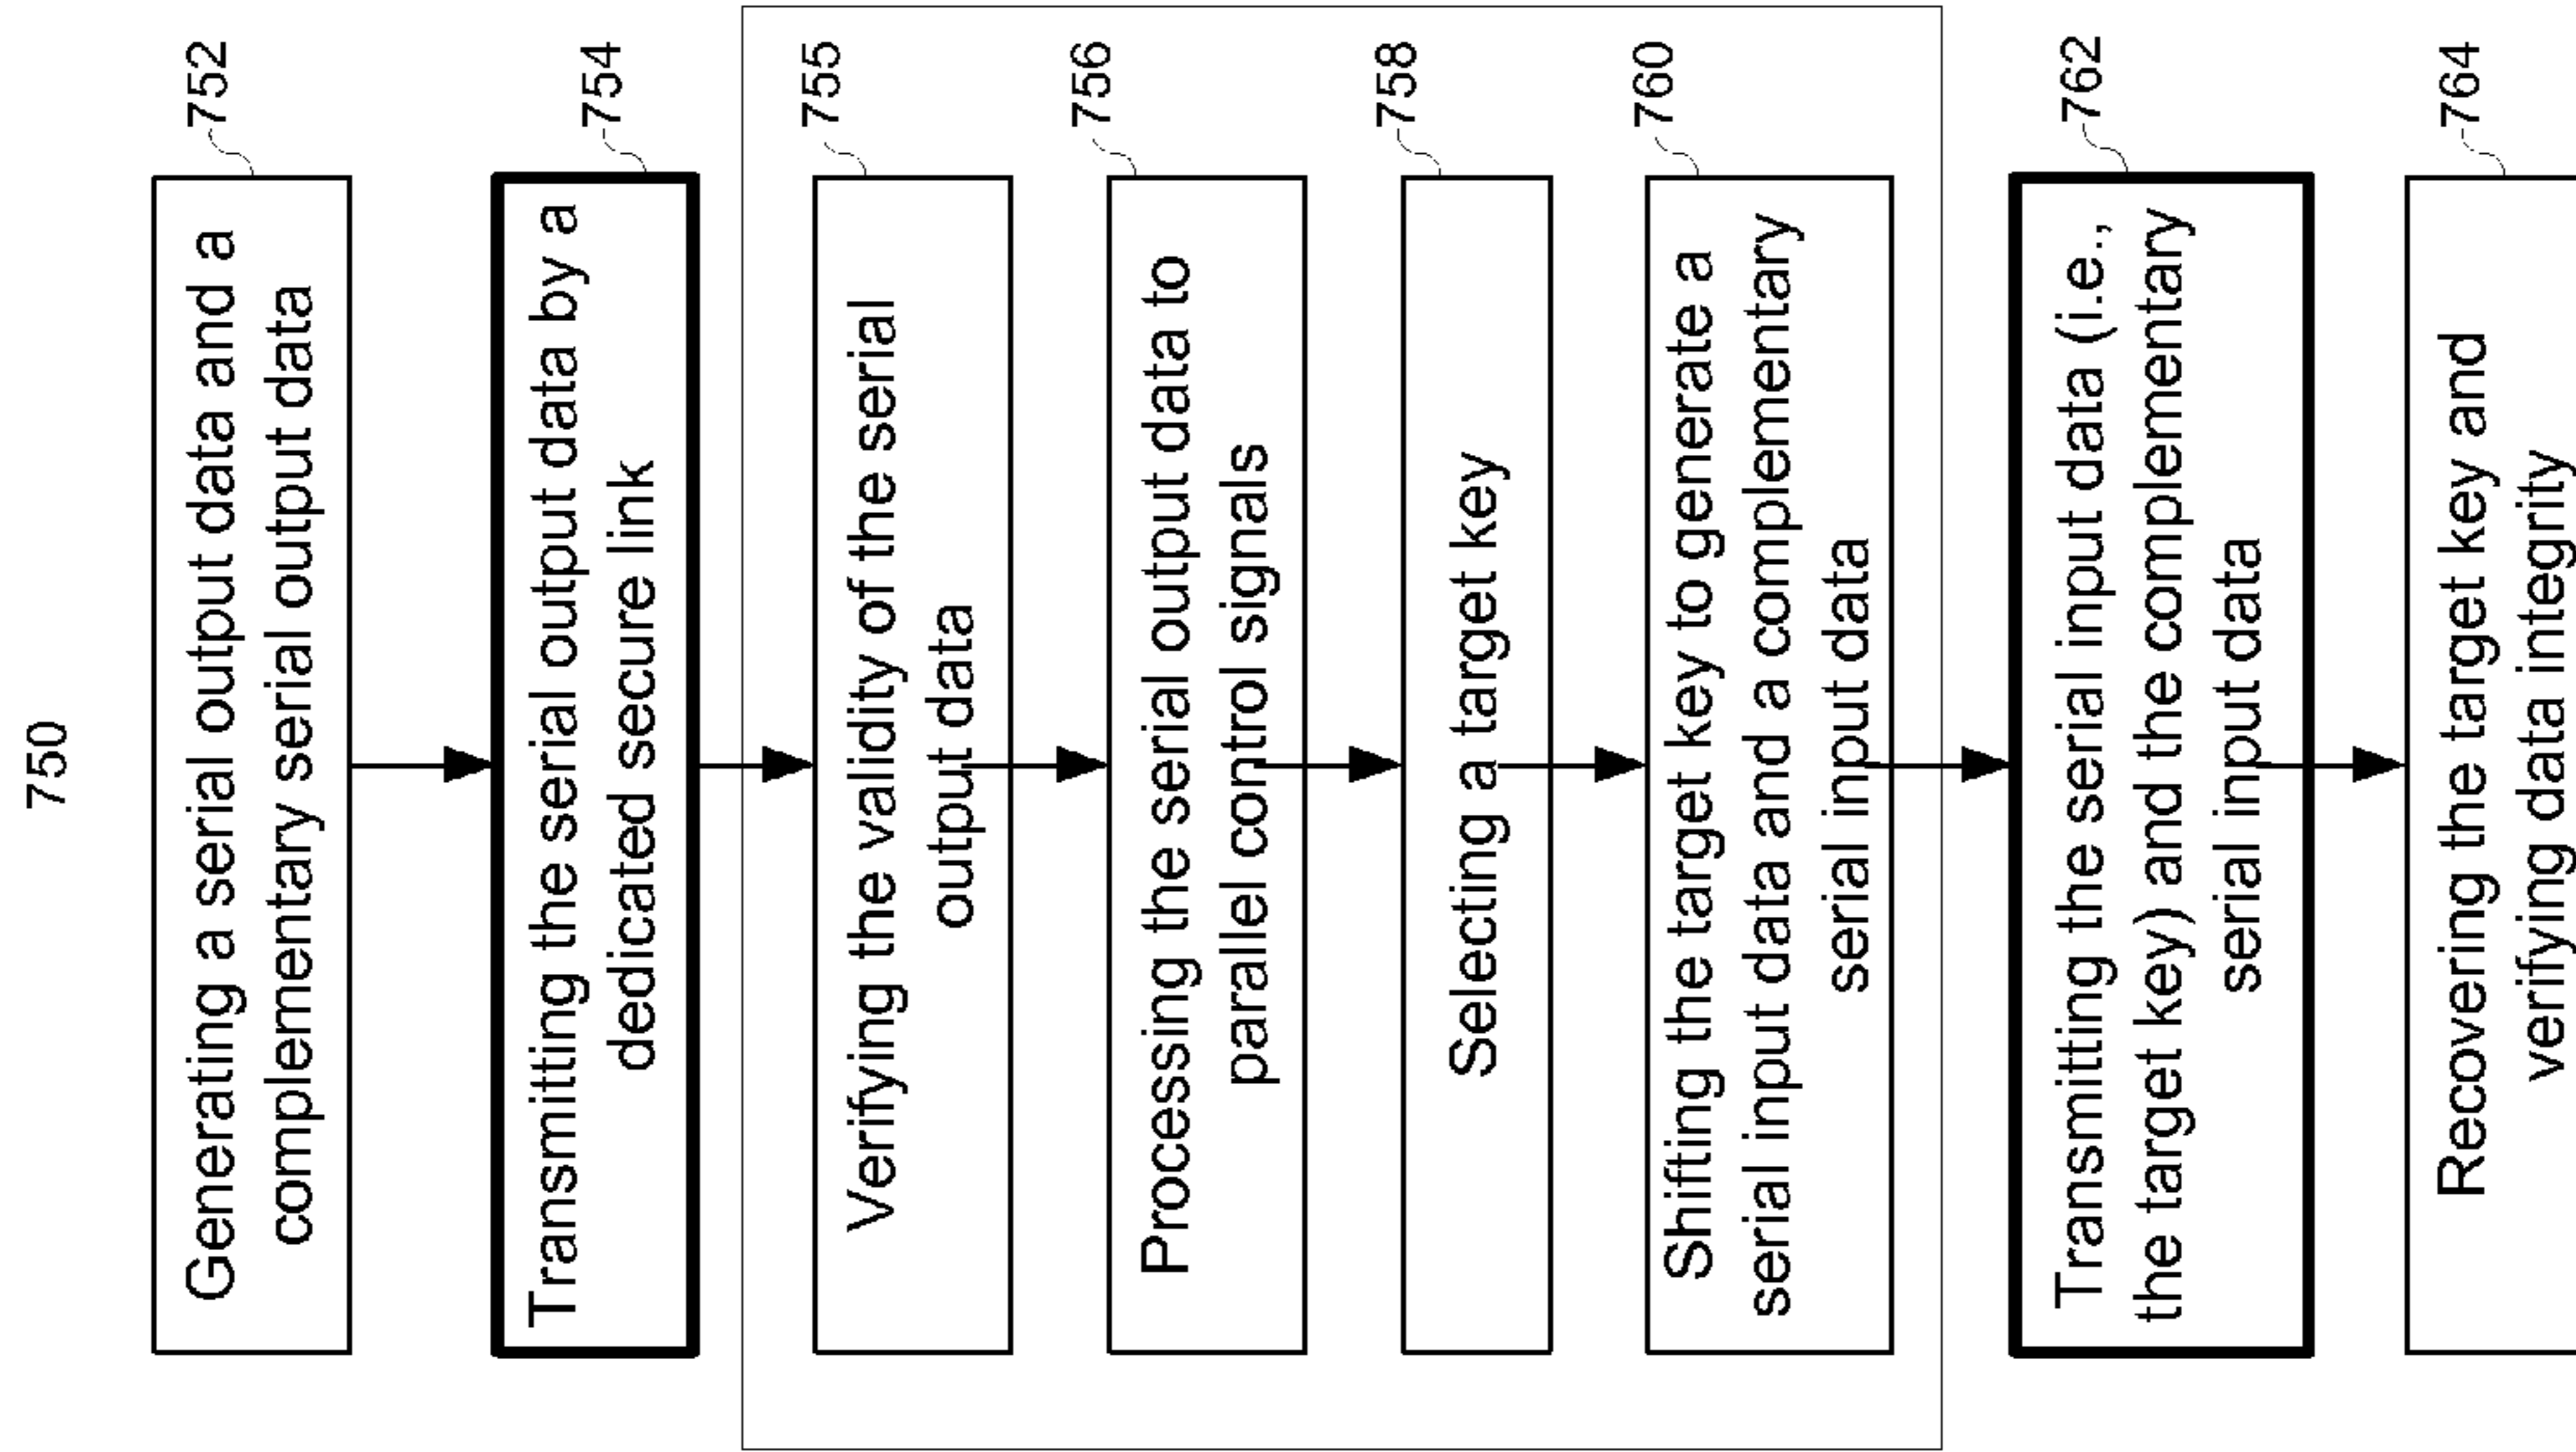 750
Generating a serial output data and a
complementary serial output data
752
Transmitting the serial output data by a
dedicated secure link
754
Verifying the validity of the serial
output data
755
Processing the serial output data to
parallel control signals
756
Selecting a target key
758
Shifting the target key to generate a
serial input data and a complementary
serial input data
760
Transmitting the serial input data (i.e.,
the target key) and the complementary
serial input data
762
Recovering the target key and
verifying data integrity
764